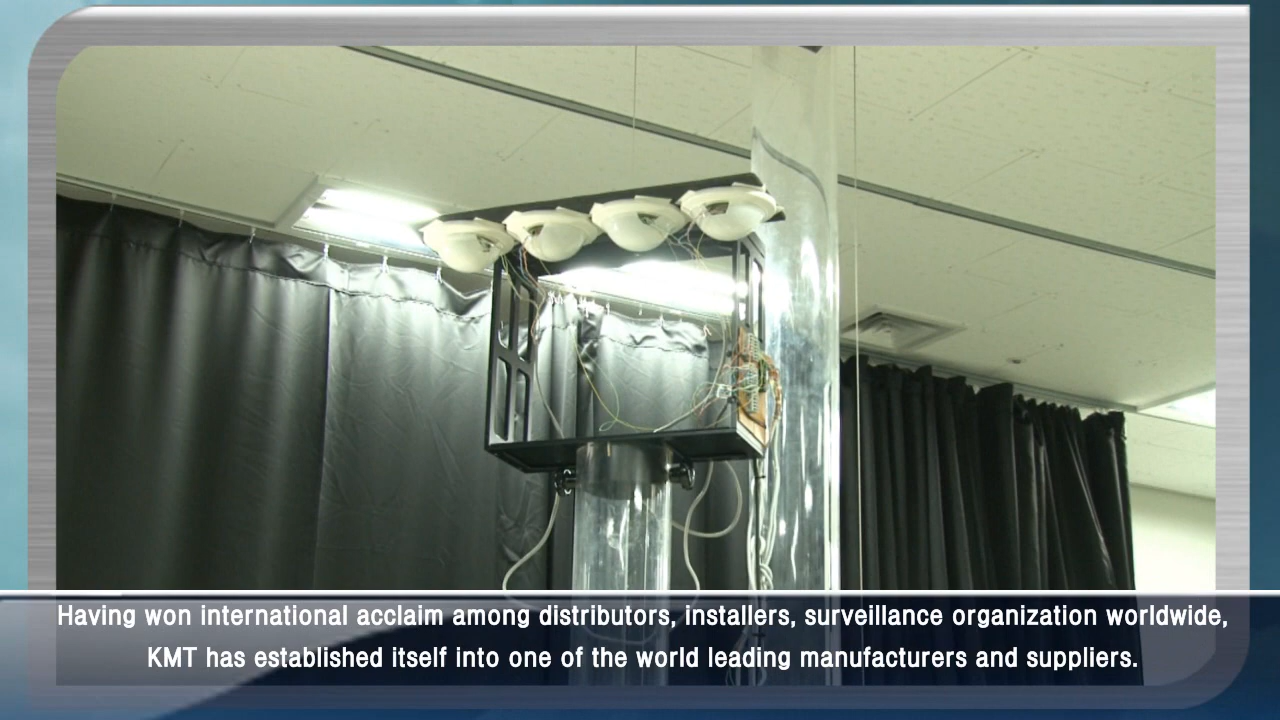 Having won international acclaim among distributors, installers, surveillance organization worldwide,
KMT has established itself into one of the world leading manufacturers and suppliers.